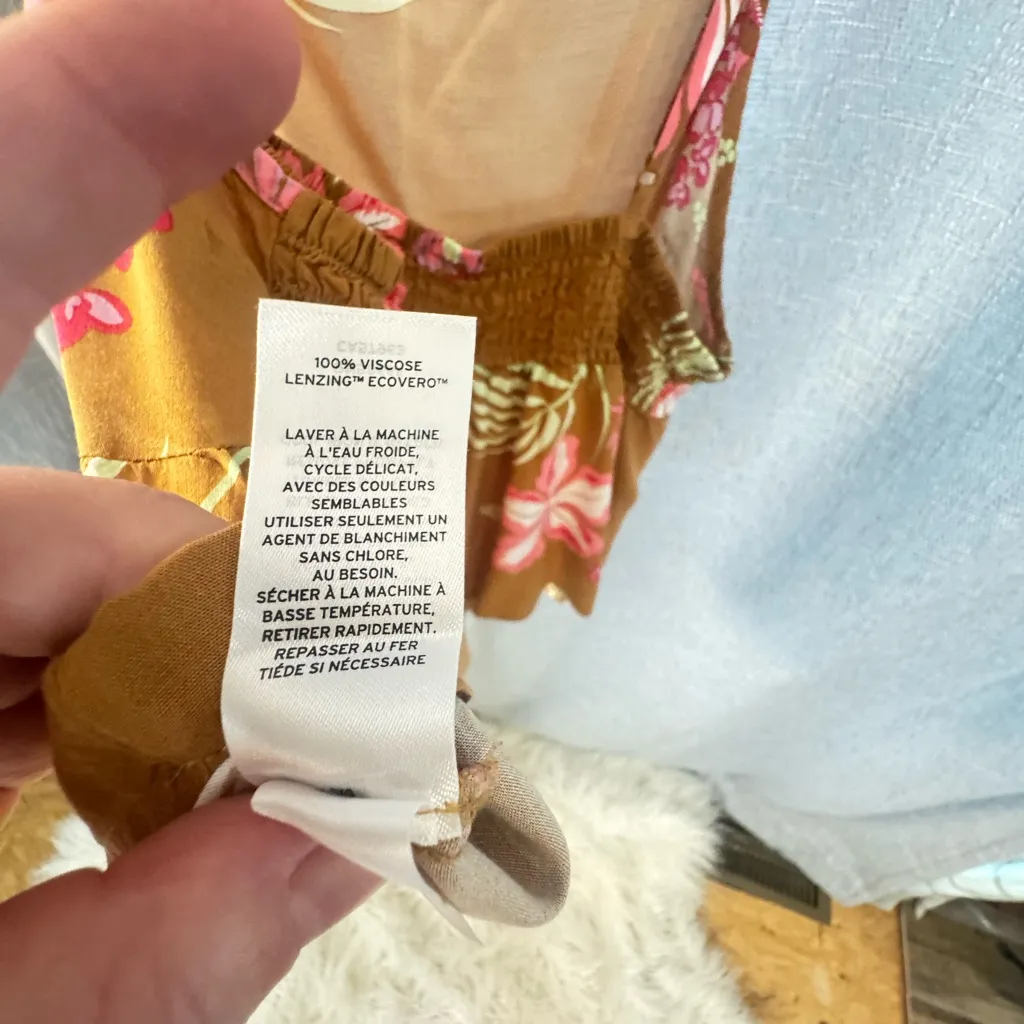 100% VISCOSE
LENZING™ ECOVERO™
LAVER À LA MACHINE
À L'EAU FROIDE,
CYCLE DÉLICAT,
AVEC DES COULEURS
SEMBLABLES
UTILISER SEULEMENT UN
AGENT DE BLANCHIMENT
SANS CHLORE,
AU BESOIN.
SÉCHER À LA MACHINE À
BASSE TEMPÉRATURE,
RETIRER RAPIDEMENT.
REPASSER AU FER
TIÉDE SI NÉCESSAIRE